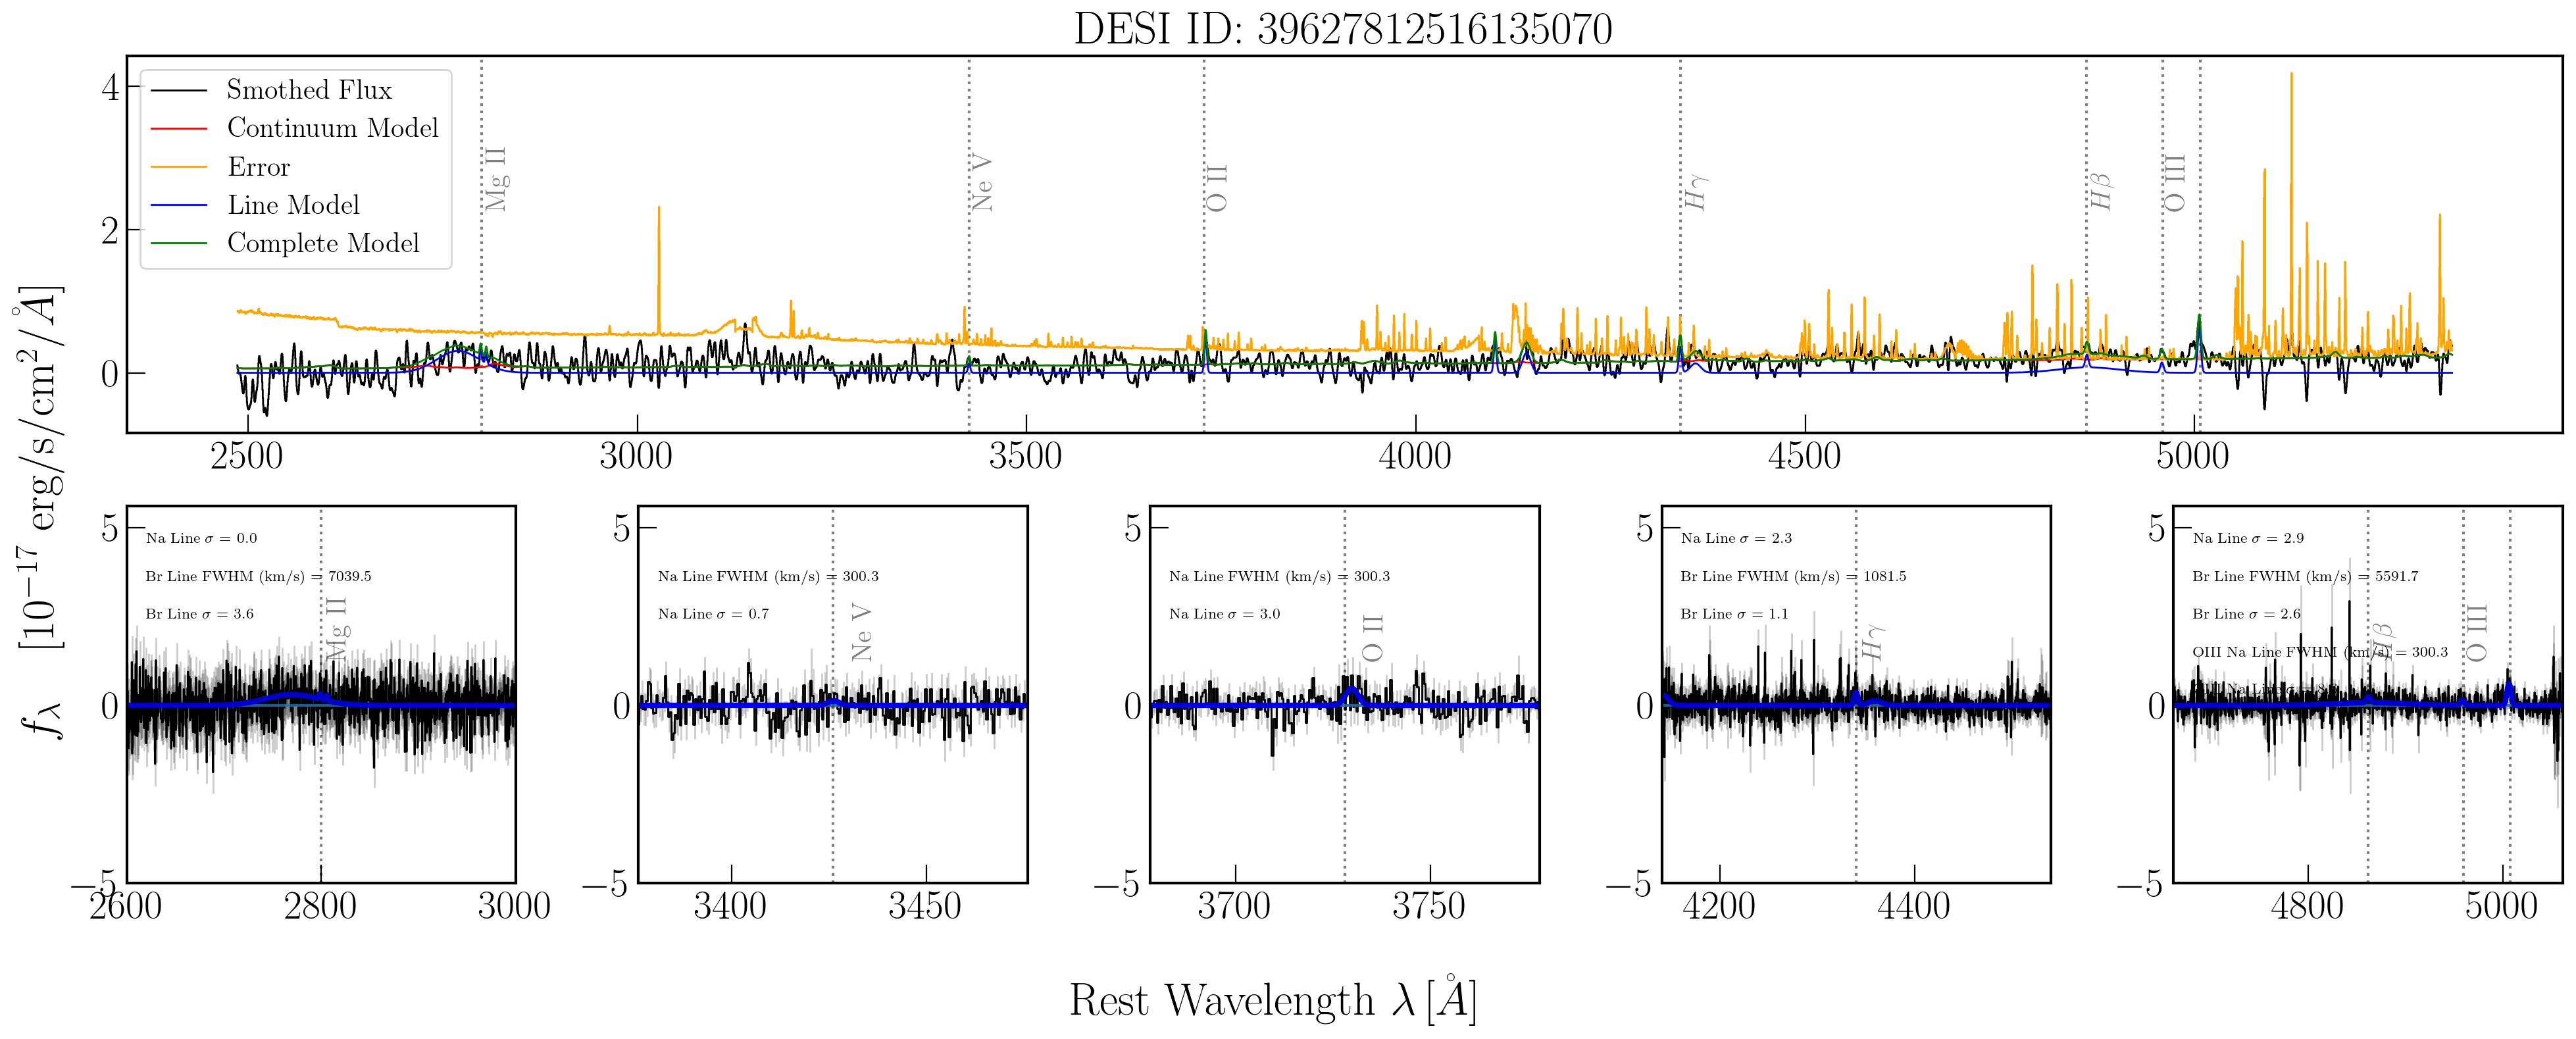 DESI ID: 39627812516135070
4
2
0
Smothed Flux
Continuum Model
Error
Line Model
Complete Model
Mg II
Ne V
O II
Hγ
Hβ
O III
2500 3000 3500 4000 4500 5000
f_λ [10^{-17} erg/s/cm^2/Å]
5
0
−5
Na Line σ = 0.0
Br Line FWHM (km/s) = 7039.5
Br Line σ = 3.6
Mg II
2600 2800 3000
5
0
−5
Na Line FWHM (km/s) = 300.3
Na Line σ = 0.7
Ne V
3400 3450
5
0
−5
Na Line FWHM (km/s) = 300.3
Na Line σ = 3.0
O II
3700 3750
5
0
−5
Na Line σ = 2.3
Br Line FWHM (km/s) = 1081.5
Br Line σ = 1.1
Hγ
4200 4400
5
0
−5
Na Line σ = 2.9
Br Line FWHM (km/s) = 5591.7
Br Line σ = 2.6
OIII Na Line FWHM (km/s) = 300.3
Na Line σ =
Hβ
O III
4800 5000
Rest Wavelength λ [Å]